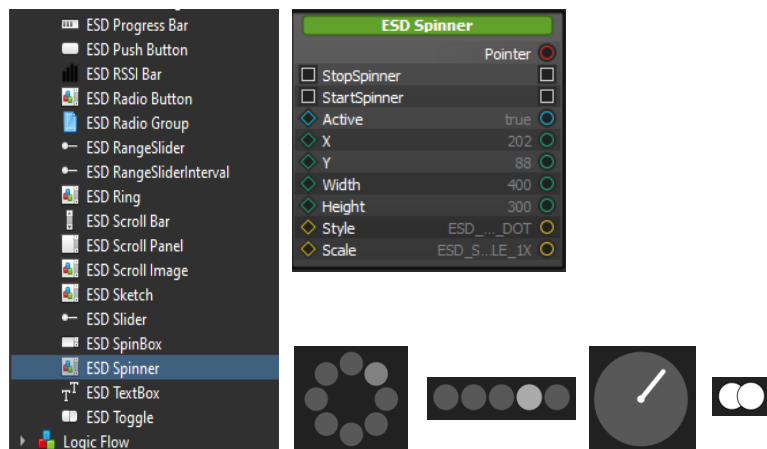 ESD Progress Bar
ESD Push Button
ESD RSSI Bar
ESD Radio Button
ESD Radio Group
ESD RangeSlider
ESD RangeSliderInterval
ESD Ring
ESD Scroll Bar
ESD Scroll Panel
ESD Scroll Image
ESD Sketch
ESD Slider
ESD SpinBox
ESD Spinner
ESD TextBox
ESD Toggle
Logic Flow
ESD Spinner
Pointer
StopSpinner
StartSpinner
Active true
X 202
Y 88
Width 400
Height 300
Style ESD_..._DOT
Scale ESD_S...LE_1X